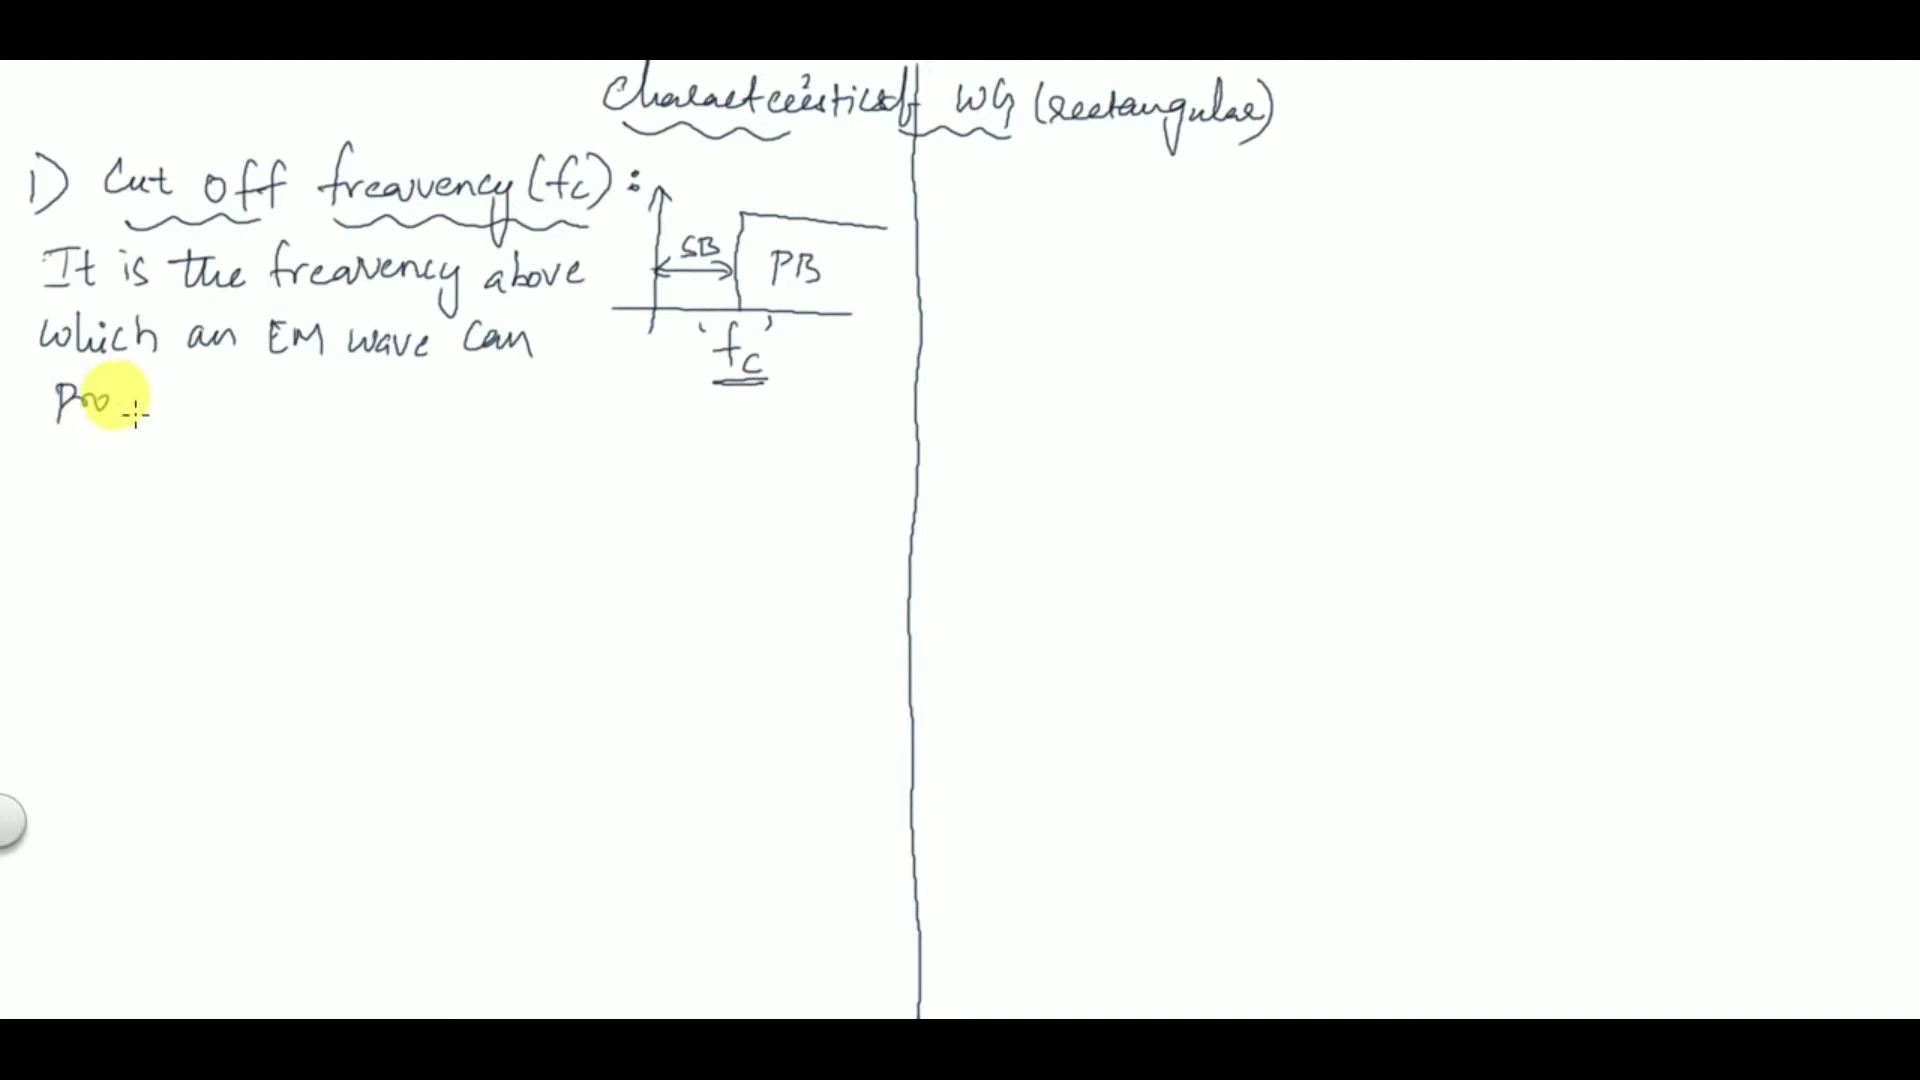 Characteristics of WG (rectangular)
1) Cut off frequency (fc) :
It is the frequency above
which an EM wave can
Pro
SB
PB
'fc'